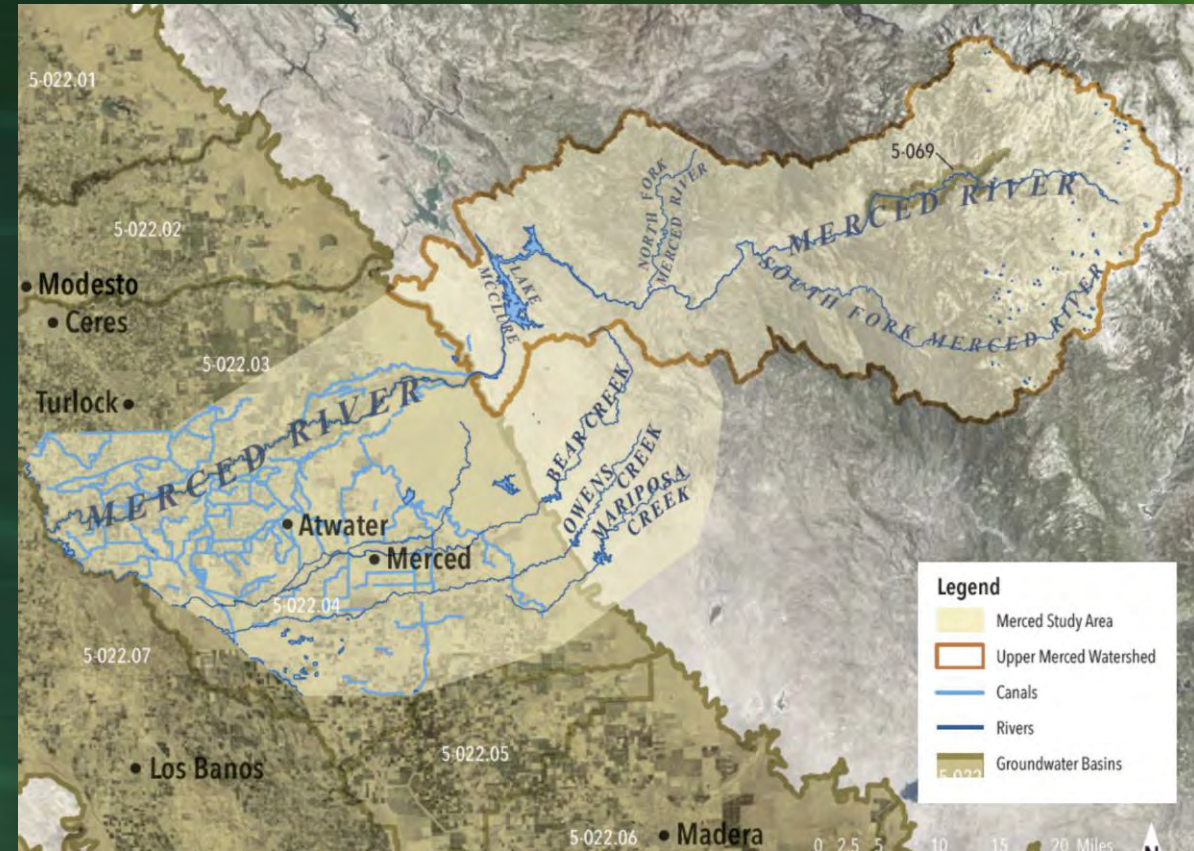 5-022.01
5-069
NORTH FORK
MERCED RIVER
MERCED RIVER
5-022.02
SOUTH FORK MERCED RIVER
LAKE
MCCLURE
Modesto
Ceres
5-022.03
Turlock
MERCED RIVER
BEAR CREEK
OWENS
CREEK
MARIPOSA
CREEK
Atwater
Merced
5-022.04
5-022.07
5-022.05
Los Banos
5-022.06
Madera
Legend
Merced Study Area
Upper Merced Watershed
Canals
Rivers
5-022
Groundwater Basins
0 2.5 5 10 15 20 Miles
N